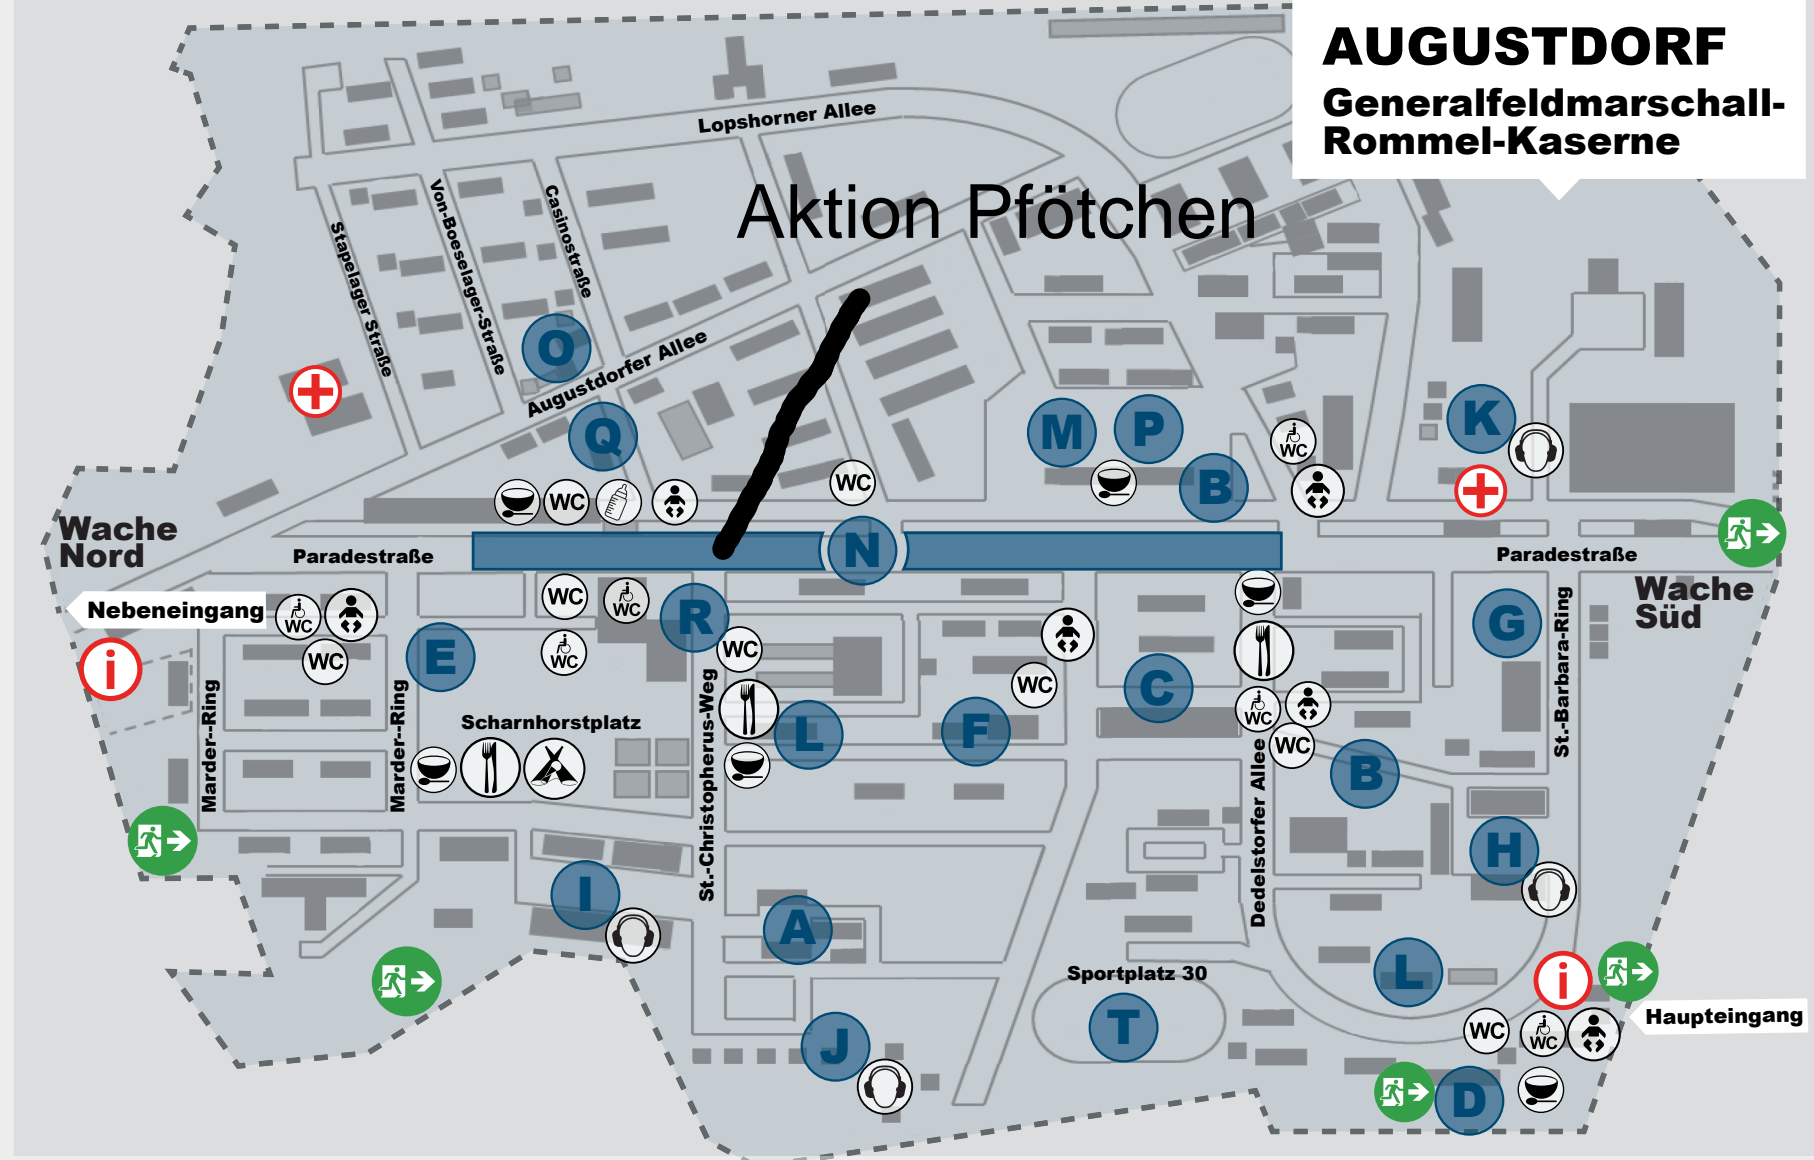 AUGUSTDORF
Generalfeldmarschall-
Rommel-Kaserne
Lopshorner Allee
Aktion Pfötchen
Stapelager Straße
Von-Boeselager-Straße
Casinostraße
Augustdorfer Allee
O
Q
M
P
B
K
WC
WC
WC
WC
Wache
Nord
Paradestraße
N
Paradestraße
Wache
Süd
Nebeneingang
WC
WC
WC
WC
WC
R
WC
E
i
Marder--Ring
Marder--Ring
Scharnhorstplatz
St.-Christopherus-Weg
L
F
WC
C
WC
WC
G
St.-Barbara-Ring
B
Dedelstorfer Allee
H
I
A
Sportplatz 30
T
J
L
i
Haupteingang
WC
WC
D